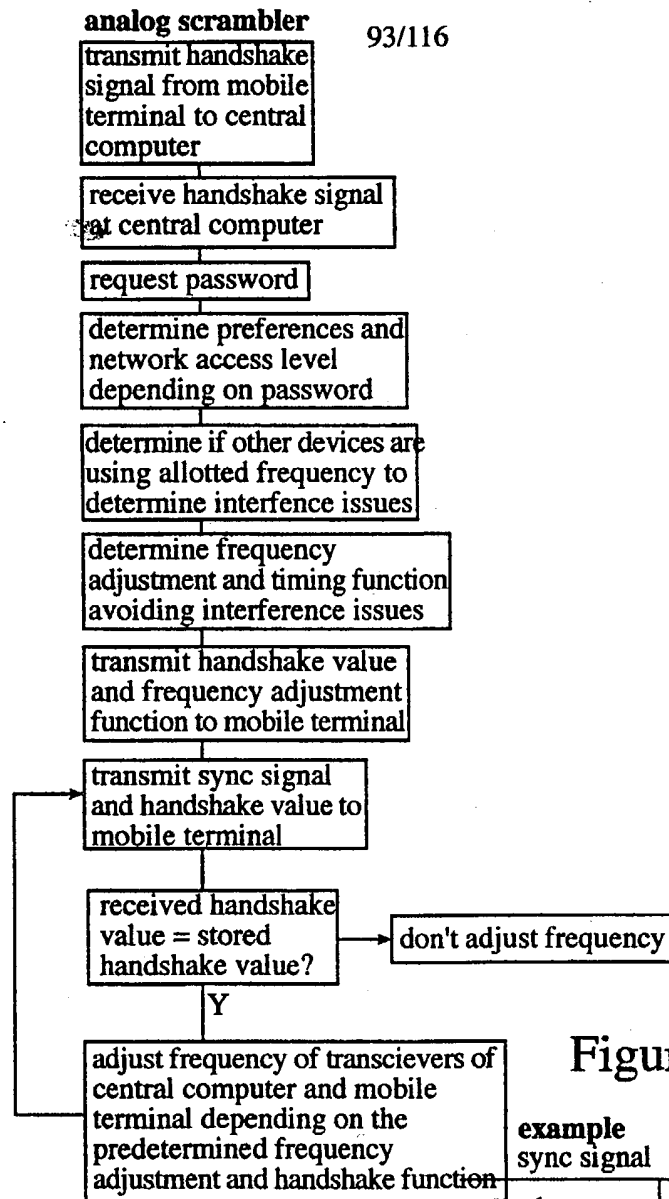 analog scrambler
93/116
transmit handshake
signal from mobile
terminal to central
computer
receive handshake signal
at central computer
request password
determine preferences and
network access level
depending on password
determine if other devices are
using allotted frequency to
determine interfence issues
determine frequency
adjustment and timing function
avoiding interference issues
transmit handshake value
and frequency adjustment
function to mobile terminal
transmit sync signal
and handshake value to
mobile terminal
received handshake
value = stored
handshake value?
don't adjust frequency
Y
adjust frequency of transcievers of
central computer and mobile
terminal depending on the
predetermined frequency
adjustment and handshake function
example
sync signal